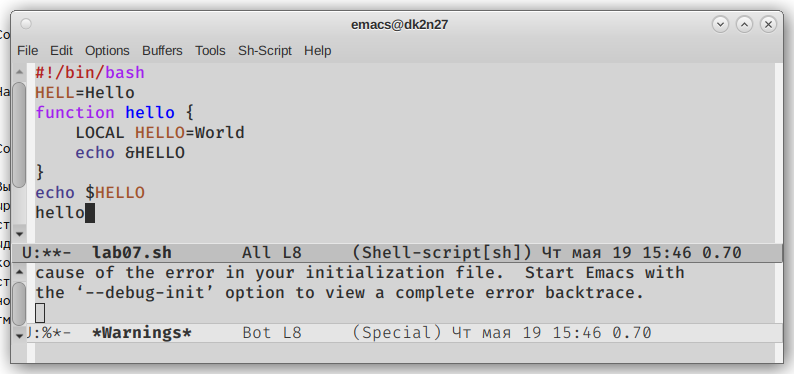 emacs@dk2n27
File Edit Options Buffers Tools Sh-Script Help
#!/bin/bash
HELL=Hello
function hello {
    LOCAL HELLO=World
    echo &HELLO
}
echo $HELLO
hello
U:**-  lab07.sh       All L8     (Shell-script[sh]) Чт мая 19 15:46 0.70
cause of the error in your initialization file.  Start Emacs with
the ‘--debug-init’ option to view a complete error backtrace.
U:%*-  *Warnings*     Bot L8     (Special) Чт мая 19 15:46 0.70